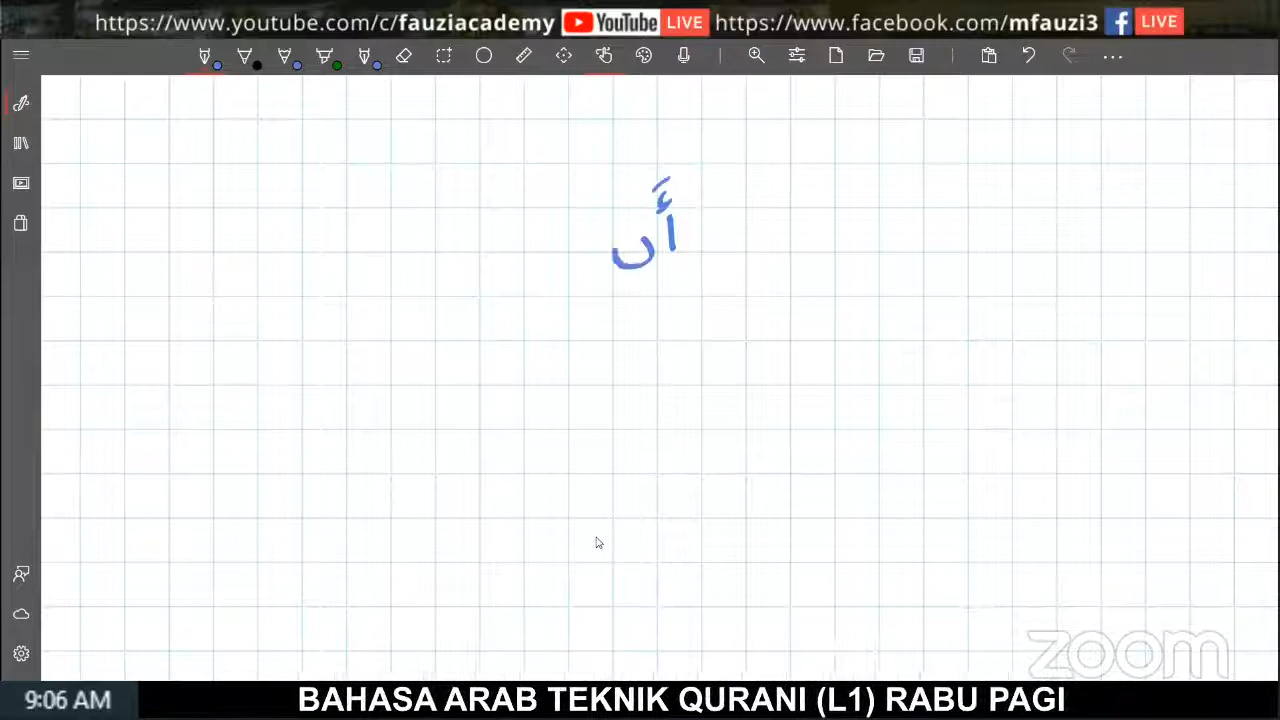 https://www.youtube.com/c/fauziacademy YouTube LIVE https://www.facebook.com/mfauzi3 f LIVE
أَں
zoom
9:06 AM BAHASA ARAB TEKNIK QURANI (L1) RABU PAGI